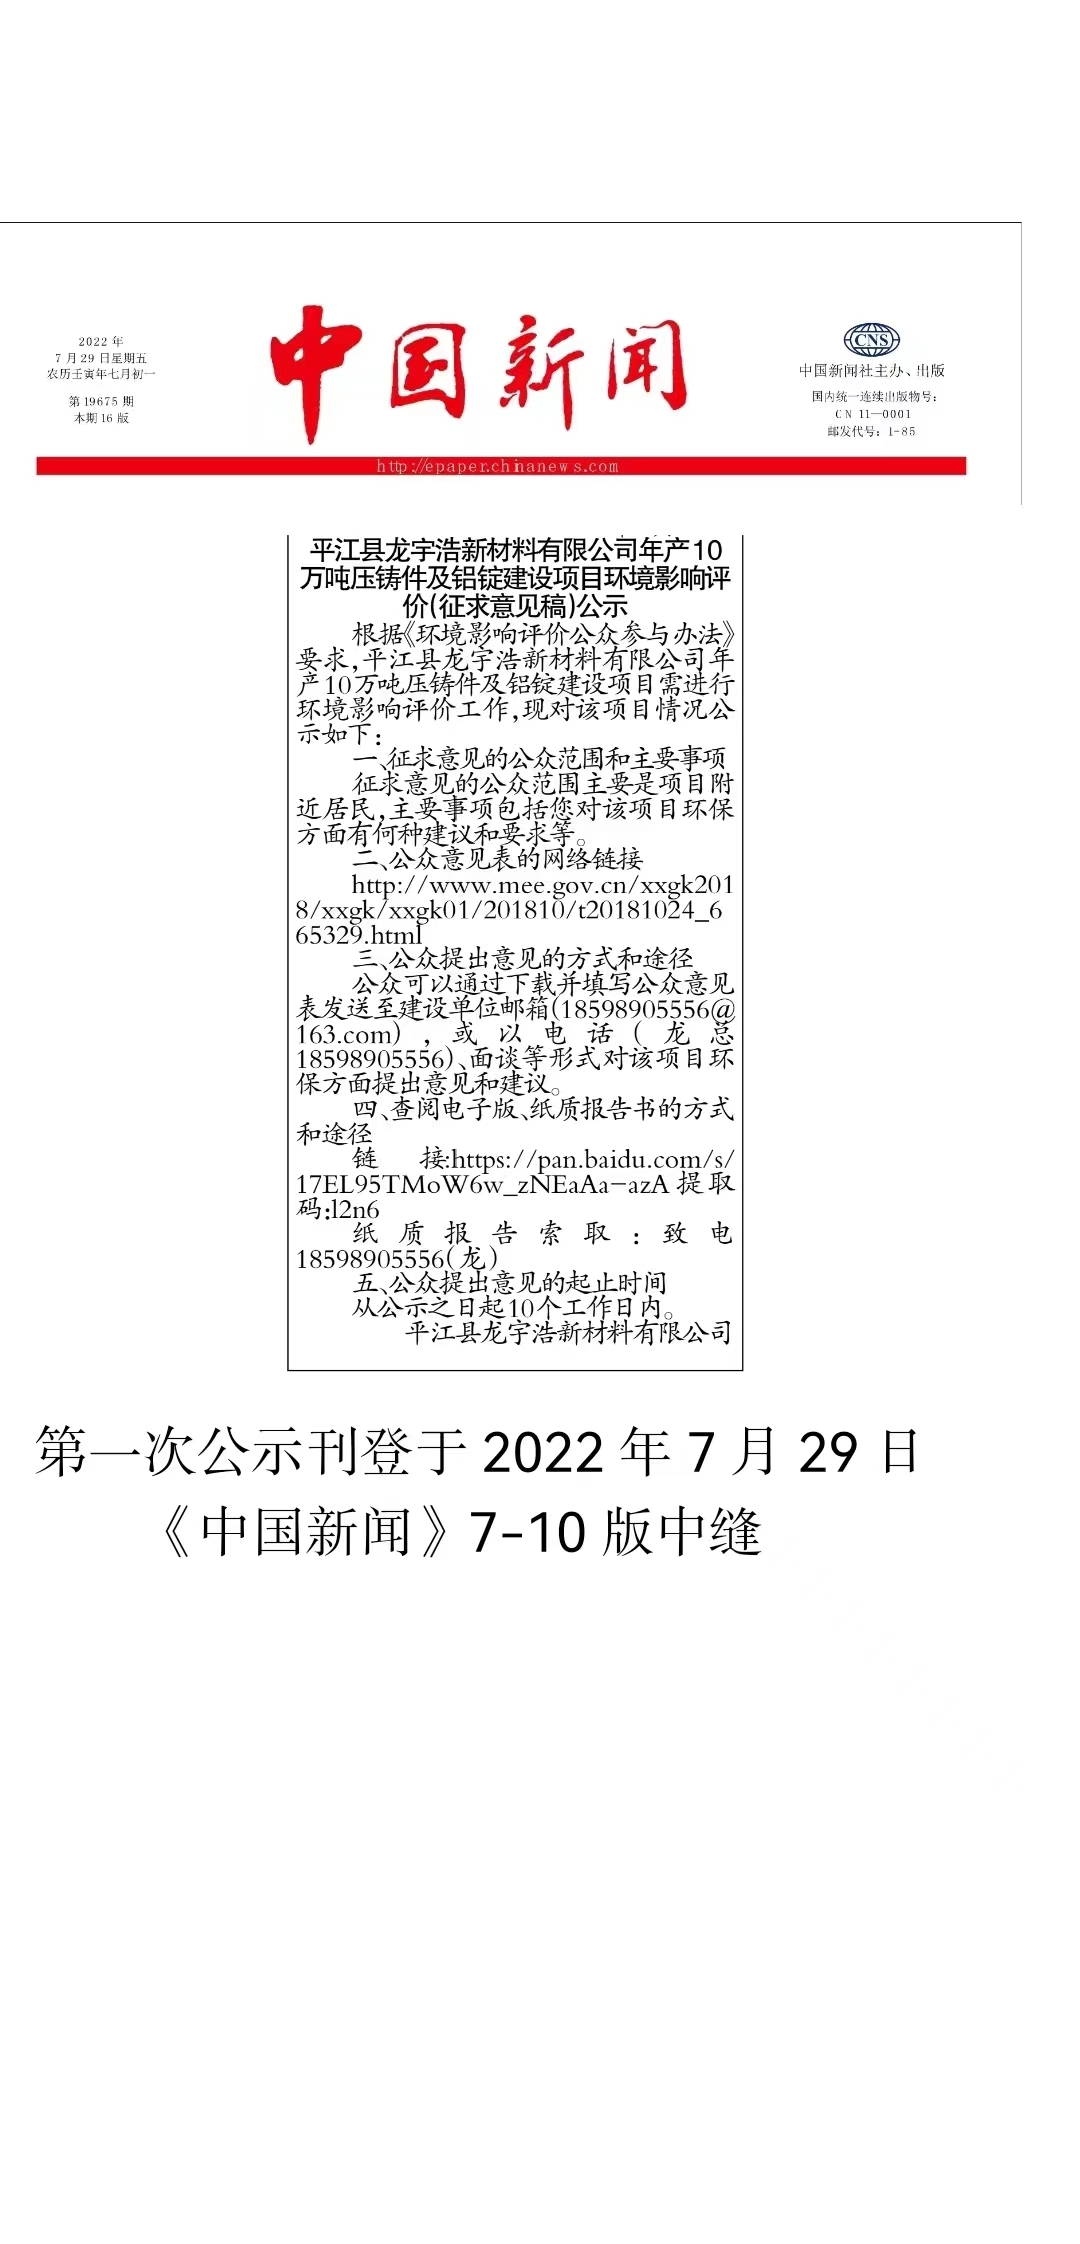 2022 年
7 月 29 日星期五
农历壬寅年七月初一
第 19675 期
本期 16 版
中国新闻
CNS
中国新闻社主办、出版
国内统一连续出版物号：
CN 11—0001
邮发代号：1-85
http://epaper.chinanews.com
平江县龙宇浩新材料有限公司年产10
万吨压铸件及铝锭建设项目环境影响评
价(征求意见稿)公示
根据《环境影响评价公众参与办法》
要求,平江县龙宇浩新材料有限公司年
产10万吨压铸件及铝锭建设项目需进行
环境影响评价工作,现对该项目情况公
示如下：
一、征求意见的公众范围和主要事项
征求意见的公众范围主要是项目附
近居民,主要事项包括您对该项目环保
方面有何种建议和要求等。
二、公众意见表的网络链接
http://www.mee.gov.cn/xxgk201
8/xxgk/xxgk01/201810/t20181024_6
65329.html
三、公众提出意见的方式和途径
公众可以通过下载并填写公众意见
表发送至建设单位邮箱(18598905556@
163.com)，或以电话(龙总
18598905556)、面谈等形式对该项目环
保方面提出意见和建议。
四、查阅电子版、纸质报告书的方式
和途径
链 接:https://pan.baidu.com/s/
17EL95TMoW6w_zNEaAa-azA 提取
码:l2n6
纸质报告索取：致电
18598905556(龙)
五、公众提出意见的起止时间
从公示之日起10个工作日内。
平江县龙宇浩新材料有限公司
第一次公示刊登于 2022 年 7 月 29 日
《中国新闻》7-10 版中缝